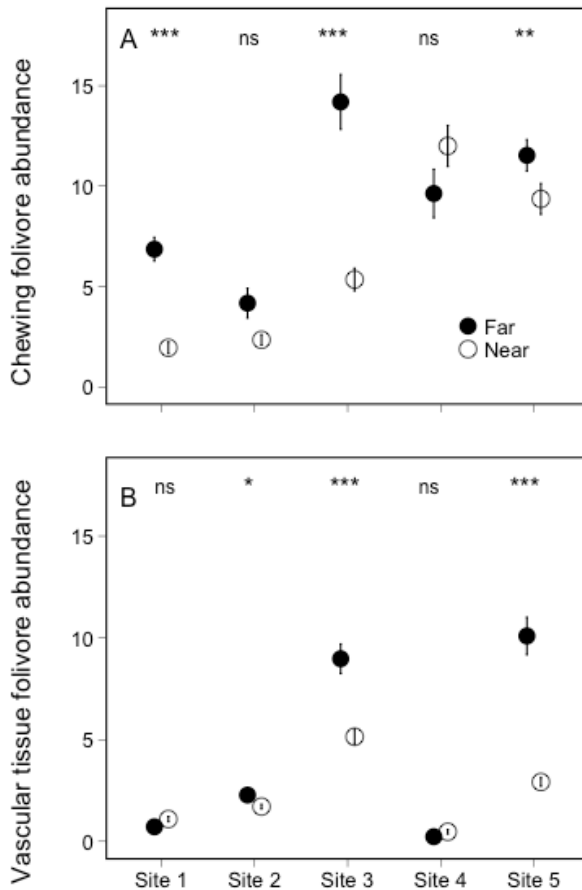 A
*** ns *** ns **
Chewing folivore abundance
15
10
5
0
Far
Near
B
ns * *** ns ***
Vascular tissue folivore abundance
15
10
5
0
Site 1 Site 2 Site 3 Site 4 Site 5